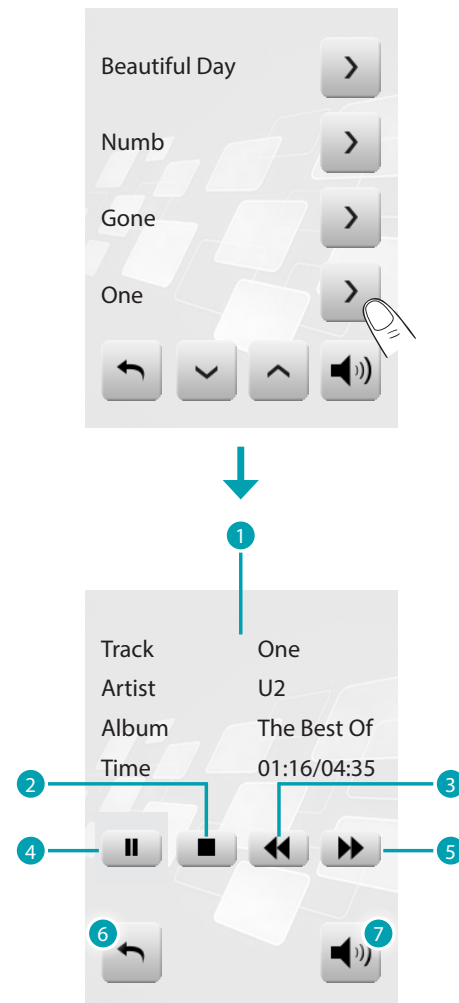 Beautiful Day
Numb
Gone
One
1
Track One
Artist U2
Album The Best Of
Time 01:16/04:35
2 3
4 5
6 7